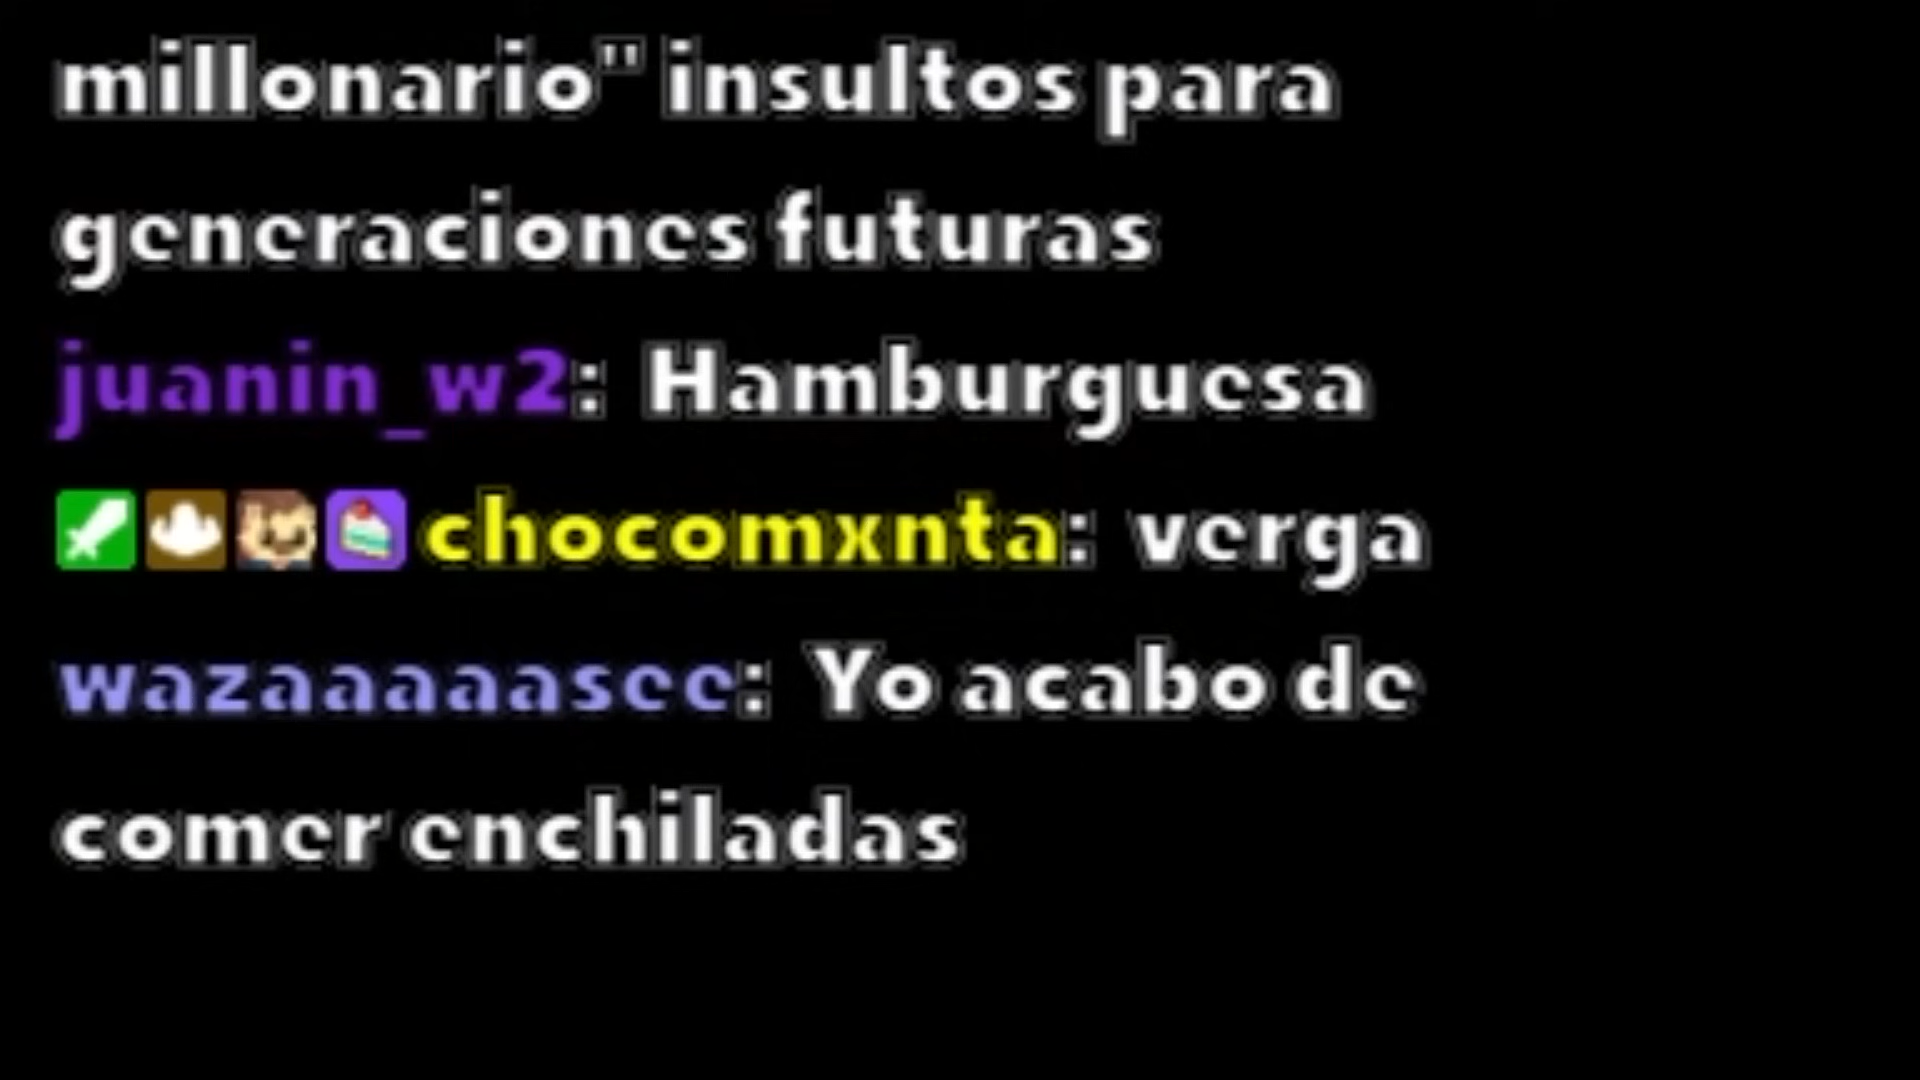 millonario" insultos para
generaciones futuras
juanin_w2: Hamburguesa
chocomxnta: verga
wazaaaaaasee: Yo acabo de
comer enchiladas